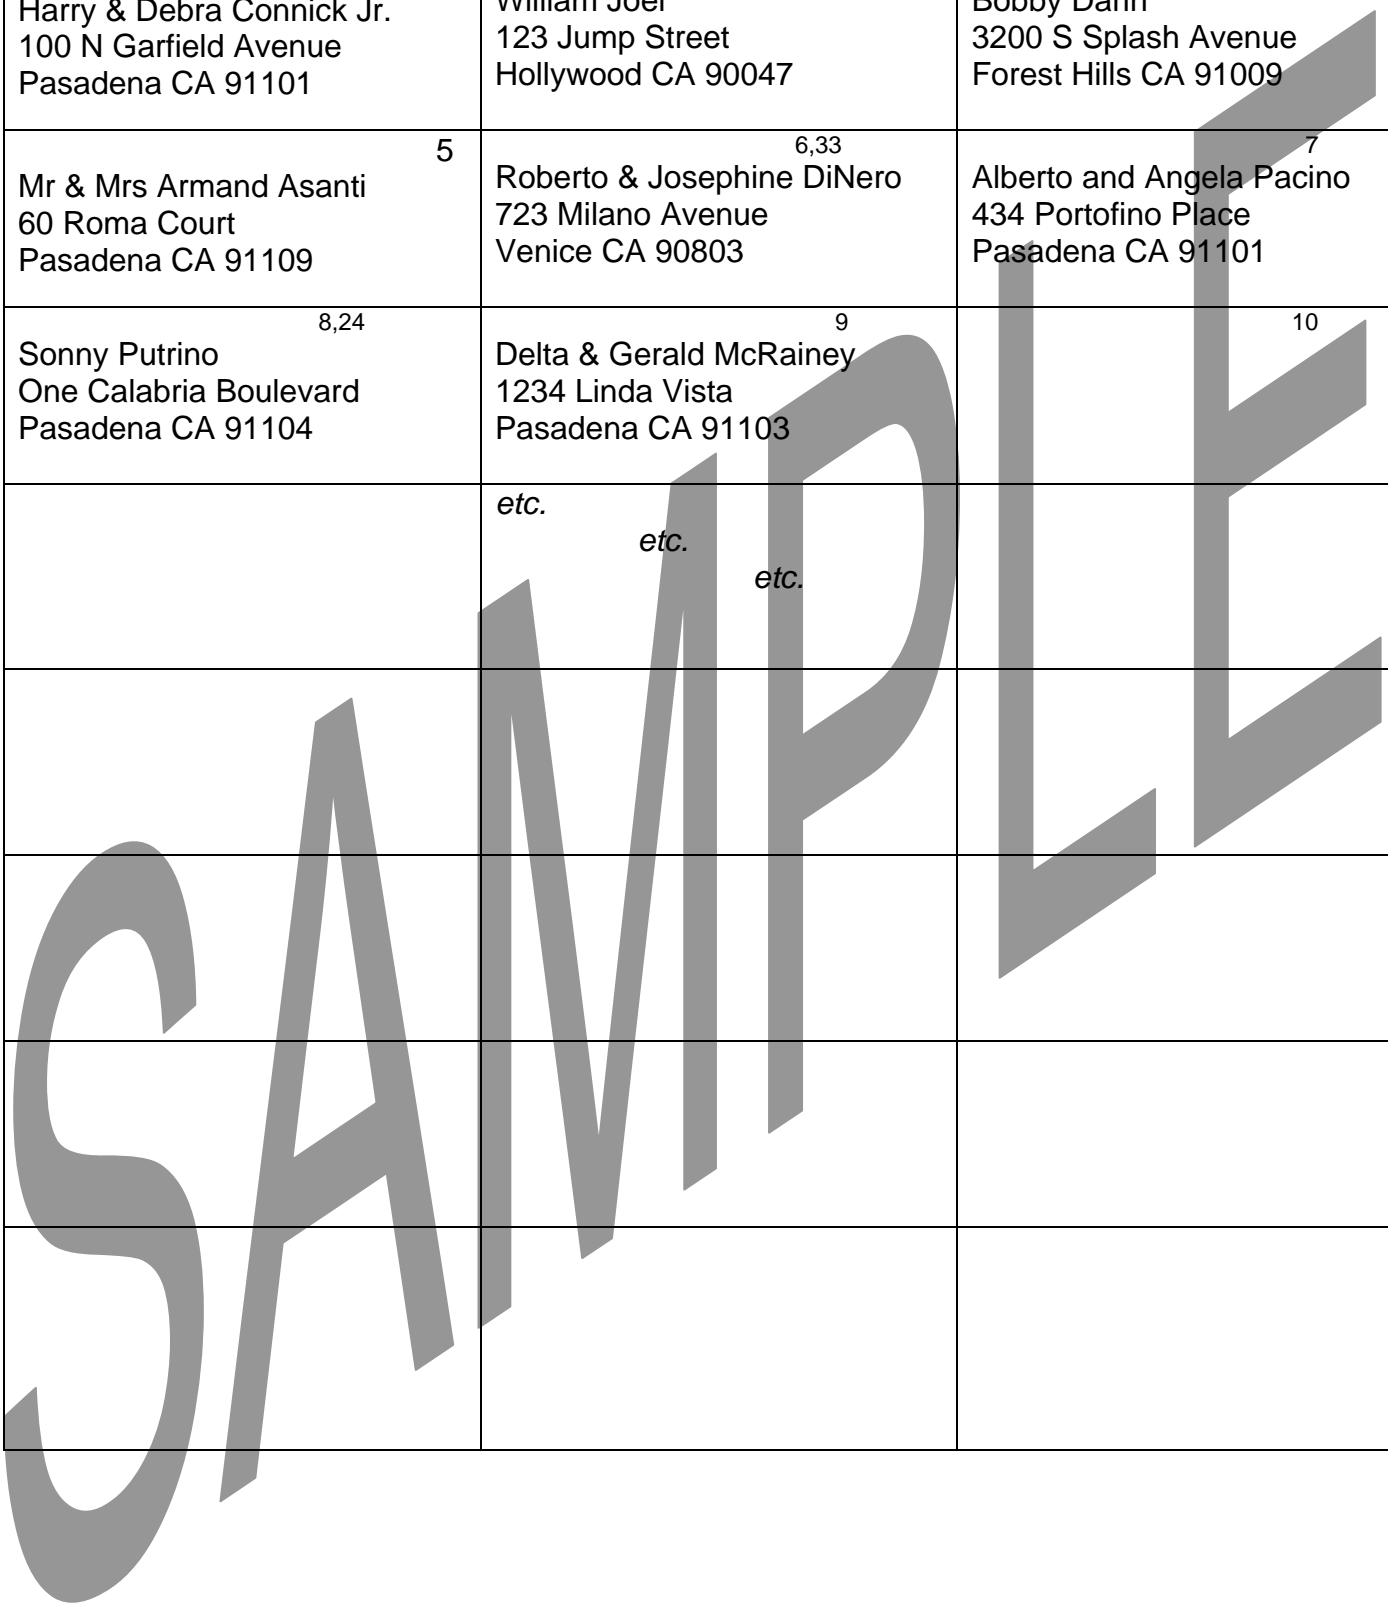 Harry & Debra Connick Jr.
100 N Garfield Avenue
Pasadena CA 91101
William Joel
123 Jump Street
Hollywood CA 90047
Bobby Darin
3200 S Splash Avenue
Forest Hills CA 91009
5
Mr & Mrs Armand Asanti
60 Roma Court
Pasadena CA 91109
6,33
Roberto & Josephine DiNero
723 Milano Avenue
Venice CA 90803
7
Alberto and Angela Pacino
434 Portofino Place
Pasadena CA 91101
8,24
Sonny Putrino
One Calabria Boulevard
Pasadena CA 91104
9
Delta & Gerald McRainey
1234 Linda Vista
Pasadena CA 91103
10
etc.
etc.
etc.
SAMPLE